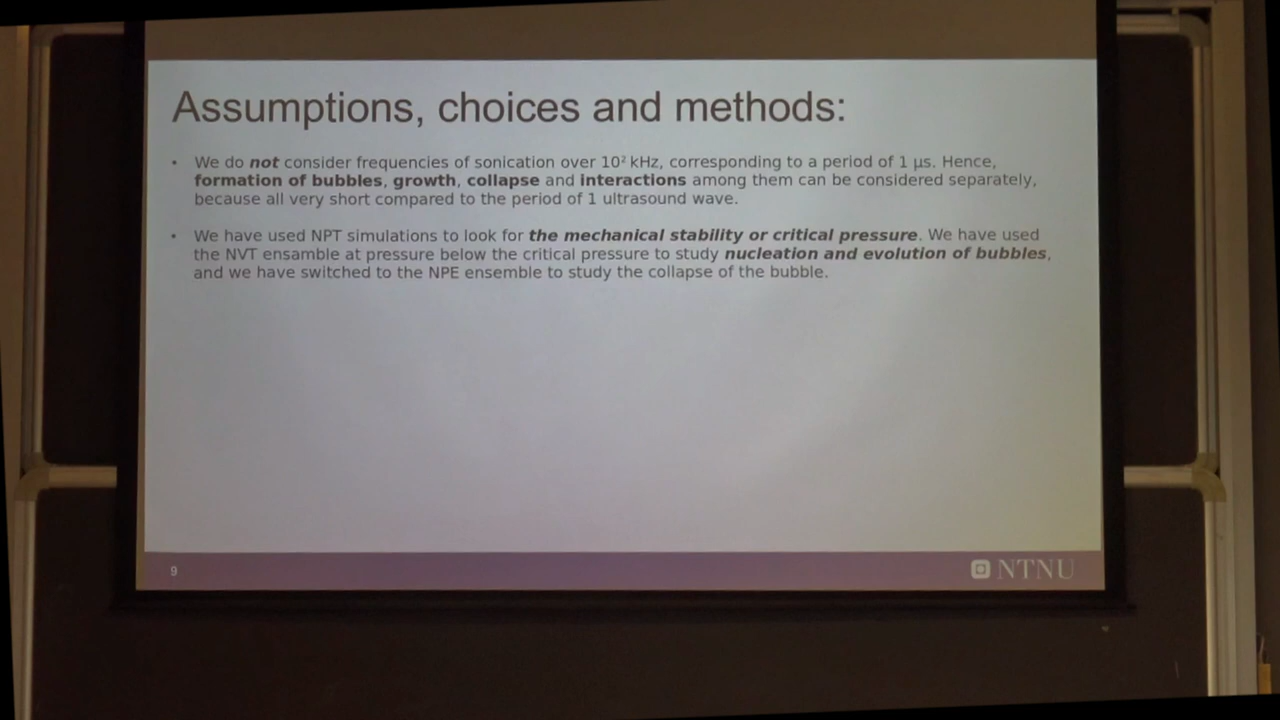 Assumptions, choices and methods:
• We do not consider frequencies of sonication over 10² kHz, corresponding to a period of 1 µs. Hence,
formation of bubbles, growth, collapse and interactions among them can be considered separately,
because all very short compared to the period of 1 ultrasound wave.
• We have used NPT simulations to look for the mechanical stability or critical pressure. We have used
the NVT ensamble at pressure below the critical pressure to study nucleation and evolution of bubbles,
and we have switched to the NPE ensemble to study the collapse of the bubble.
9
NTNU